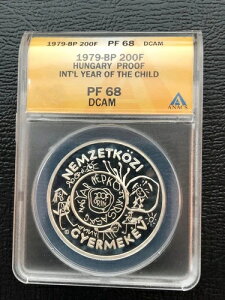 1979-BP 200F PF 68 DCAM
1979-BP 200F
HUNGARY PROOF
INT'L YEAR OF THE CHILD
PF 68
DCAM
ANACS
NEMZETKÖZI
GYERMEKÉV